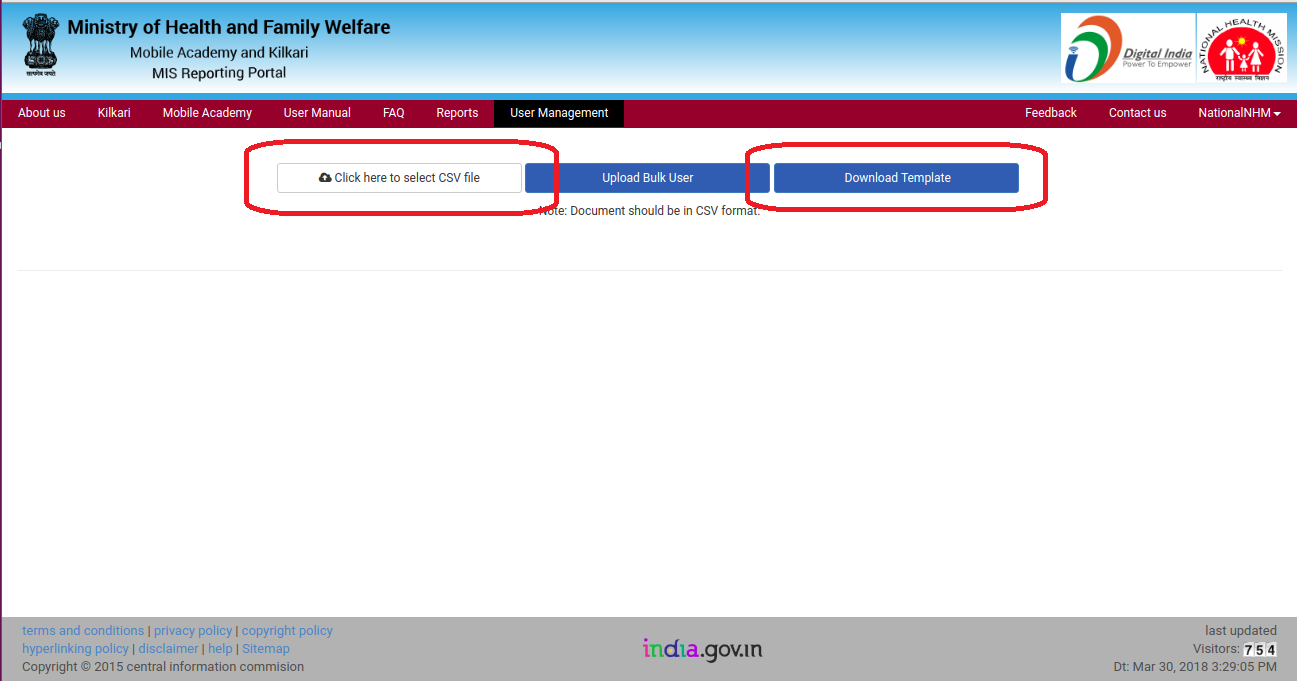 Ministry of Health and Family Welfare
Mobile Academy and Kilkari
MIS Reporting Portal
सत्यमेव जयते
Digital India
Power To Empower
NATIONAL HEALTH MISSION
राष्ट्रीय स्वास्थ्य मिशन
About us Kilkari Mobile Academy User Manual FAQ Reports User Management Feedback Contact us NationalNHM
Click here to select CSV file Upload Bulk User Download Template
Note: Document should be in CSV format.
terms and conditions | privacy policy | copyright policy
hyperlinking policy | disclaimer | help | Sitemap
Copyright © 2015 central information commision
india.gov.in
last updated
Visitors: 754
Dt: Mar 30, 2018 3:29:05 PM